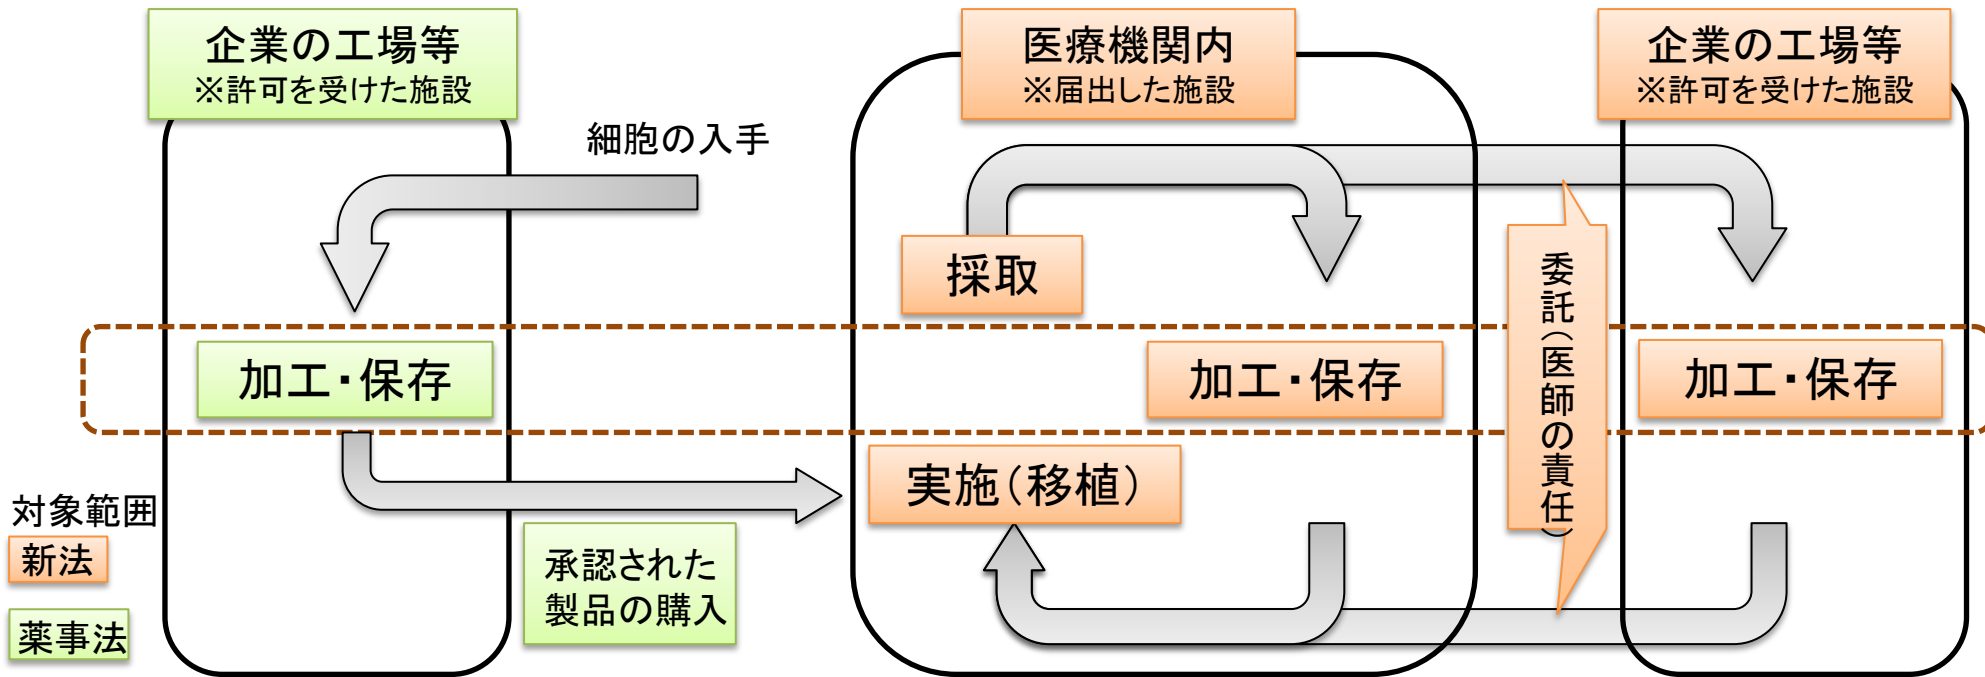 企業の工場等
※許可を受けた施設
医療機関内
※届出した施設
企業の工場等
※許可を受けた施設
細胞の入手
採取
委託（医師の責任）
加工・保存
加工・保存
加工・保存
実施（移植）
承認された
製品の購入
対象範囲
新法
薬事法